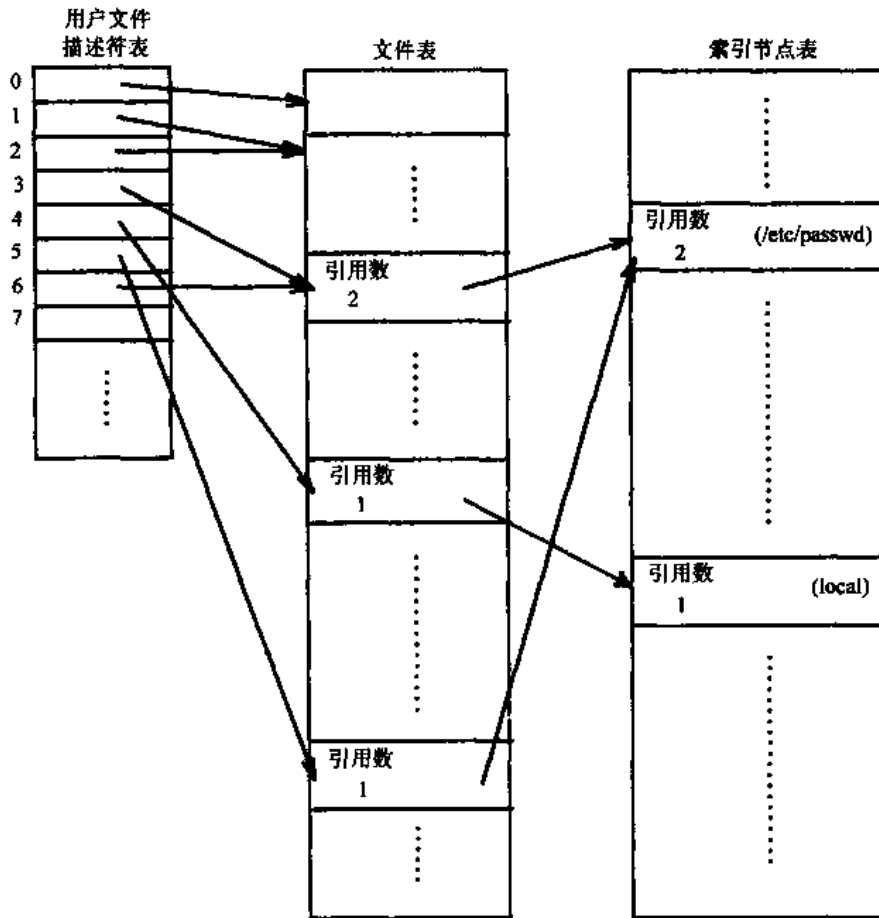 用户文件
描述符表
文件表
索引节点表
0
1
2
3
4
5
6
7
引用数
2
引用数
1
引用数
1
引用数
2
(/etc/passwd)
引用数
1
(local)